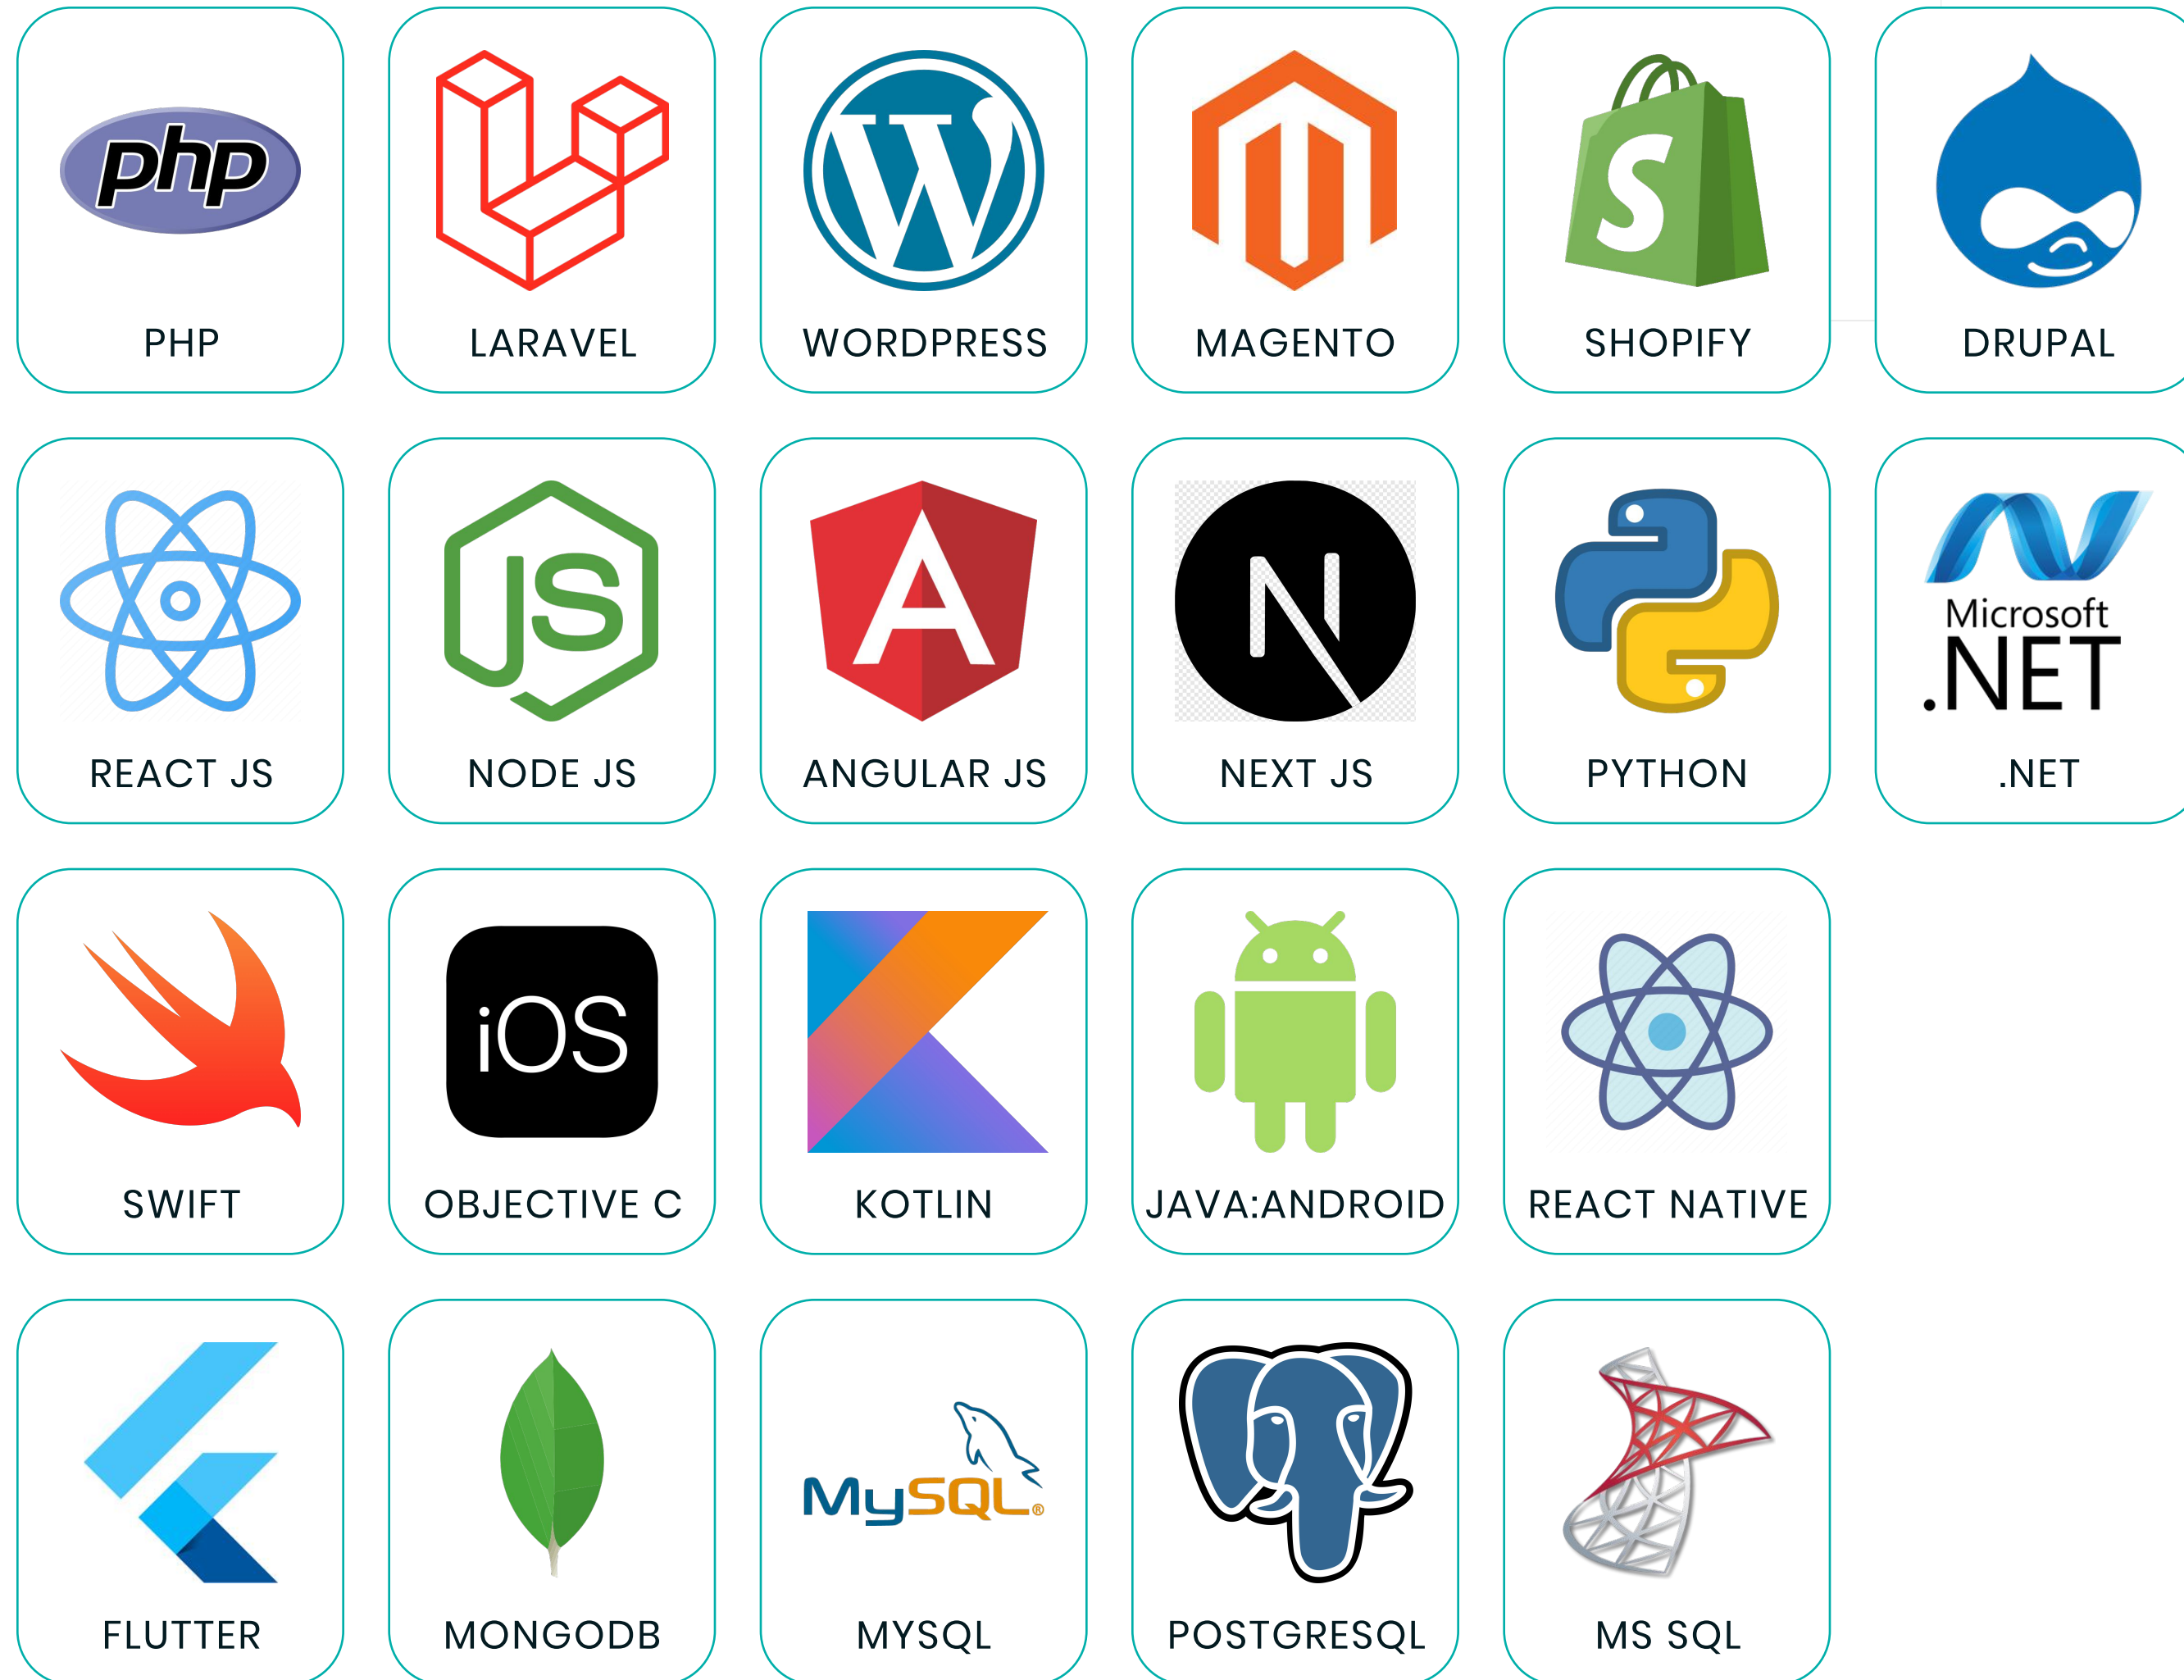 php
PHP
LARAVEL
WORDPRESS
MAGENTO
S
SHOPIFY
DRUPAL
REACT JS
JS
NODE JS
A
ANGULAR JS
N
NEXT JS
PYTHON
Microsoft
.NET
.NET
SWIFT
iOS
OBJECTIVE C
KOTLIN
JAVA:ANDROID
REACT NATIVE
FLUTTER
MONGODB
MySQL®
MYSQL
POSTGRESQL
MS SQL